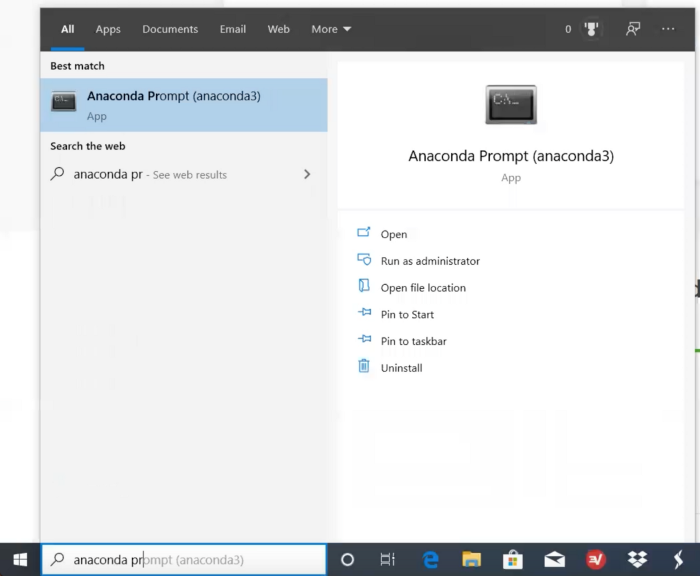 All Apps Documents Email Web More 0 ...
Best match
Anaconda Prompt (anaconda3)
App
Search the web
anaconda pr - See web results
C:\_
Anaconda Prompt (anaconda3)
App
Open
Run as administrator
Open file location
Pin to Start
Pin to taskbar
Uninstall
anaconda prompt (anaconda3)